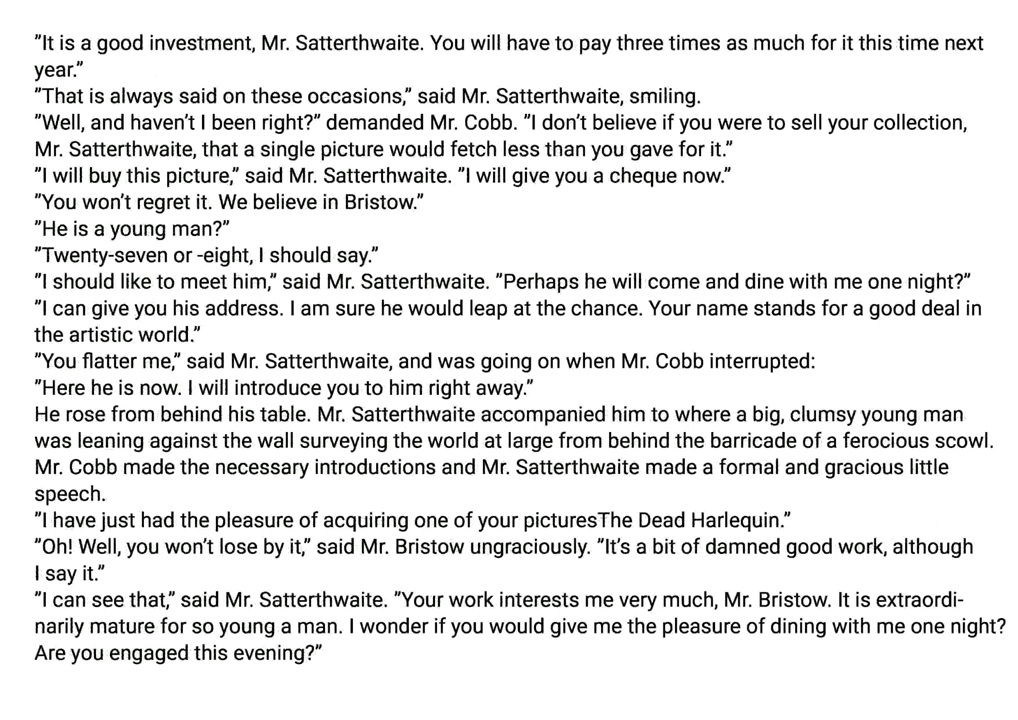 "It is a good investment, Mr. Satterthwaite. You will have to pay three times as much for it this time next
year."
"That is always said on these occasions," said Mr. Satterthwaite, smiling.
"Well, and haven't I been right?" demanded Mr. Cobb. "I don't believe if you were to sell your collection,
Mr. Satterthwaite, that a single picture would fetch less than you gave for it."
"I will buy this picture," said Mr. Satterthwaite. "I will give you a cheque now."
"You won't regret it. We believe in Bristow."
"He is a young man?"
"Twenty-seven or -eight, I should say."
"I should like to meet him," said Mr. Satterthwaite. "Perhaps he will come and dine with me one night?"
"I can give you his address. I am sure he would leap at the chance. Your name stands for a good deal in
the artistic world."
"You flatter me," said Mr. Satterthwaite, and was going on when Mr. Cobb interrupted:
"Here he is now. I will introduce you to him right away."
He rose from behind his table. Mr. Satterthwaite accompanied him to where a big, clumsy young man
was leaning against the wall surveying the world at large from behind the barricade of a ferocious scowl.
Mr. Cobb made the necessary introductions and Mr. Satterthwaite made a formal and gracious little
speech.
"I have just had the pleasure of acquiring one of your picturesThe Dead Harlequin."
"Oh! Well, you won't lose by it," said Mr. Bristow ungraciously. "It's a bit of damned good work, although
I say it."
"I can see that," said Mr. Satterthwaite. "Your work interests me very much, Mr. Bristow. It is extraordi-
narily mature for so young a man. I wonder if you would give me the pleasure of dining with me one night?
Are you engaged this evening?"